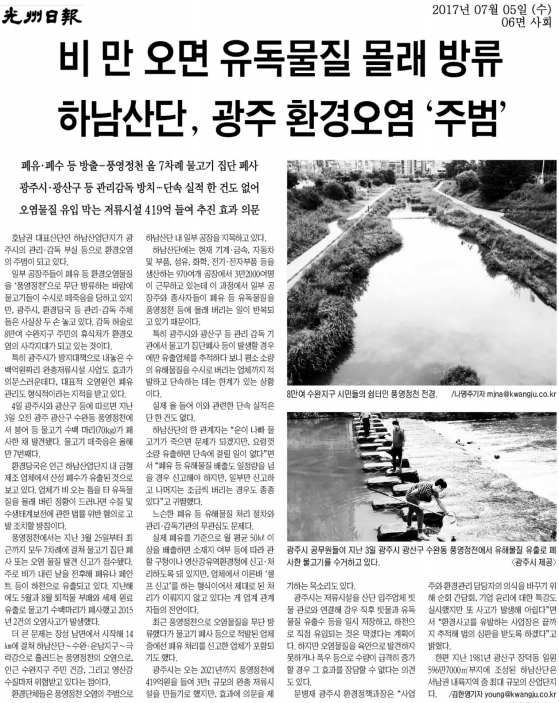 光州日報
2017년 07월 05일 (수)
06면 사회
비 만 오면 유독물질 몰래 방류
하남산단, 광주 환경오염 ‘주범’
폐유·폐수 등 방출-풍영정천 올 7차례 물고기 집단 폐사
광주시·광산구 등 관리감독 방치-단속 실적 한 건도 없어
오염물질 유입 막는 저류시설 419억 들여 추진 효과 의문
호남권 대표산단인 하남산업단지가 광
주시의 관리·감독 부실 등으로 환경오염
의 주범이 되고 있다.
일부 공장주들이 폐유 등 환경오염물질
을 ‘풍영정천’으로 무단 방류하는 바람에
물고기들이 수시로 떼죽음을 당하고 있지
만, 광주시, 환경당국 등 관리·감독 주체
들은 사실상 두 손 놓고 있다. 감독 허술로
8만여 수완지구 주민의 휴식처가 환경오
염의 사각지대가 되고 있는 것이다.
특히 광주시가 방지대책으로 내놓은 수
백억원짜리 완충저류시설 사업도 효과가
의문스러운데다, 대표적 오염원인 폐유
관리도 형식적이라는 지적을 받고 있다.
4일 광주시와 광산구 등에 따르면 지난
3일 오전 광주 광산구 수완동 풍영정천에
서 붕어 등 물고기 수백 마리(70㎏)가 폐
사한 채 발견됐다. 물고기 떼죽음은 올해
만 7번째다.
환경당국은 인근 하남산업단지 내 금형
제조 업체에서 산성 폐수가 유출된 것으로
보고 있다. 업체가 비 오는 틈을 타 유독물
질을 몰래 버린 정황이 드러나면 수질 및
수생태계보전에 관한 법률 위반 혐의로 고
발 조치할 방침이다.
풍영정천에서는 지난 3월 25일부터 최
근까지 모두 7차례에 걸쳐 물고기 집단 폐
사 또는 오염 물질 발견 신고가 접수됐다.
주로 비가 내린 날을 전후해 폐유나 페인
트 등이 하천으로 유출되고 있다. 지난해
에도 5월과 8월 퇴적물 부패와 세제 원료
유출로 물고기 수백마리가 폐사했고 2015
년 2건의 오염사고가 발생했다.
더 큰 문제는 장성 남면에서 시작해 14
㎞에 걸쳐 하남산단~수완·운남지구~극
락강으로 흘러드는 풍영정천의 오염으로,
인근 수완지구 주민 건강, 그리고 영산강
수질마저 위협받고 있다는 점이다.
환경단체들은 풍영정천 오염의 주범으로
하남산단 내 일부 공장을 지목하고 있다.
하남산단에는 현재 기계·금속, 자동차
및 부품, 섬유, 화학, 전기·전자부품 등을
생산하는 970여개 공장에서 3만2000여명
이 근무하고 있는데 이 과정에서 일부 공
장주와 종사자들이 폐유 등 유독물질을
풍영정천 등에 몰래 버리는 일이 반복되
고 있기 때문이다.
특히 광주시와 광산구 등 관리 감독 기
관에서 물고기 집단폐사 등이 발생할 경우
에만 유출업체를 추적하다 보니 평소 소량
의 유해물질을 수시로 버리는 업체까지 적
발하고 단속하는 데는 한계가 있는 상황
이다.
실제 올 들어 이와 관련한 단속 실적은
단 한 건도 없다.
하남산단의 한 관계자는 “운이 나빠 물
고기가 죽으면 문제가 되겠지만, 요령껏
소량 유출하면 단속에 걸릴 일이 없다”면
서 “폐유 등 유해물질 배출도 일정량을 넘
을 경우 신고해야 하지만, 일부만 신고하
고 나머지는 조금씩 버리는 경우도 종종
있다”고 귀띔했다.
느슨한 폐유 등 유해물질 처리 절차와
관리·감독기관의 무관심도 문제다.
실제 폐유를 기준으로 월 평균 50㎏ 이
상을 배출하면 소재지 여부 등에 따라 관
할 구청이나 영산강유역환경청에 신고·처
리하도록 돼 있지만, 업체에서 이른바 ‘셀
프 신고’를 하는 형식이어서 제대로 된 처
리가 이뤄지지 않고 있다는 게 업계 관계
자들의 전언이다.
최근 풍영정천으로 오염물질을 무단 방
류했다가 물고기 폐사 등으로 적발된 업체
중에선 폐유 처리를 신고한 업체가 포함되
기도 했다.
광주시는 오는 2021년까지 풍영정천에
419억원을 들여 3만t 규모의 완충 저류시
설을 만들기로 했지만, 효과에 의문을 제
8만여 수완지구 시민들의 쉼터인 풍영정천 전경. /나명주기자 mjna@kwangju.co.kr
광주시 공무원들이 지난 3일 광주시 광산구 수완동 풍영정천에서 유해물질 유출로 폐
사한 물고기를 수거하고 있다. <광주시 제공>
기하는 목소리도 있다.
광주시는 저류시설을 산단 입주업체 빗
물 관로와 연결해 강우 직후 빗물과 유독
물질 유출수 등을 일시 저장하고, 하천으
로 직접 유입되는 것은 막겠다는 계획이
다. 하지만 오염물질을 육안으로 발견하지
못하거나 폭우 등으로 수량이 급격히 증가
할 경우 그 효과를 장담할 수 없다는 의견
도 있다.
문병재 광주시 환경정책과장은 “사업
주와 환경관리 담당자의 의식을 바꾸기 위
해 순회 간담회, 기업 윤리에 대한 특강도
실시했지만 또 사고가 발생해 아쉽다”면
서 “환경사고를 유발하는 사업장은 끝까
지 추적해 법의 심판을 받도록 하겠다”고
밝혔다.
한편 지난 1981년 광산구 장덕동 일원
596만7000㎡부지에 조성된 하남산단은
서남권 내륙지역 중 최대 규모의 산업단지
다. /김한영기자 young@kwangju.co.kr